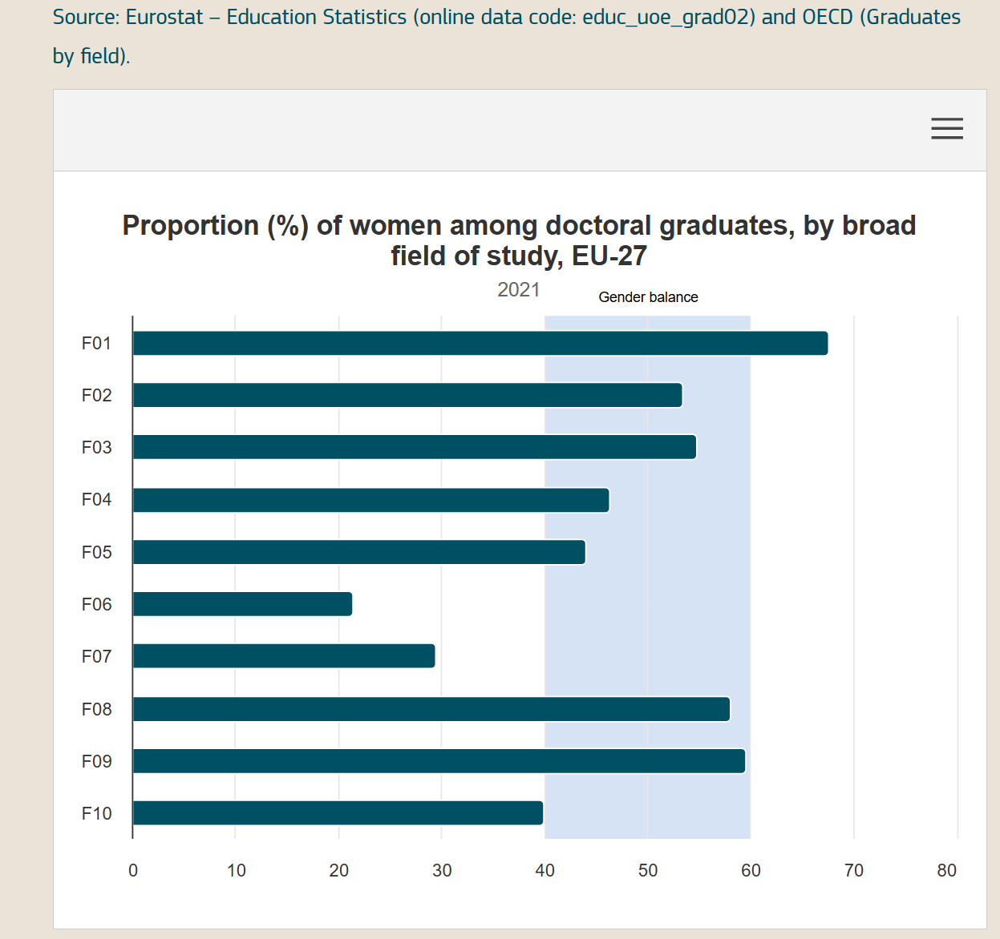 Source: Eurostat – Education Statistics (online data code: educ_uoe_grad02) and OECD (Graduates
by field).
Proportion (%) of women among doctoral graduates, by broad
field of study, EU-27
2021
Gender balance
F01
F02
F03
F04
F05
F06
F07
F08
F09
F10
0 10 20 30 40 50 60 70 80